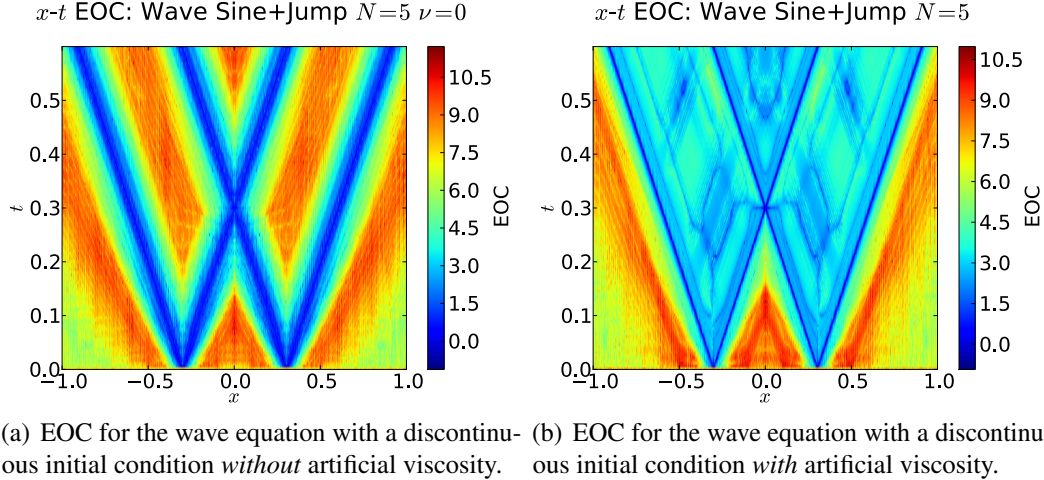 x-t EOC: Wave Sine+Jump N=5 ν=0
0.5
0.4
0.3
0.2
0.1
0.0
t
−1.0 −0.5 0.0 0.5 1.0
x
10.5
9.0
7.5
6.0
4.5
3.0
1.5
0.0
EOC
(a) EOC for the wave equation with a discontinu-
ous initial condition without artificial viscosity.
x-t EOC: Wave Sine+Jump N=5
0.5
0.4
0.3
0.2
0.1
0.0
t
−1.0 −0.5 0.0 0.5 1.0
x
10.5
9.0
7.5
6.0
4.5
3.0
1.5
0.0
EOC
(b) EOC for the wave equation with a discontinu
ous initial condition with artificial viscosity.